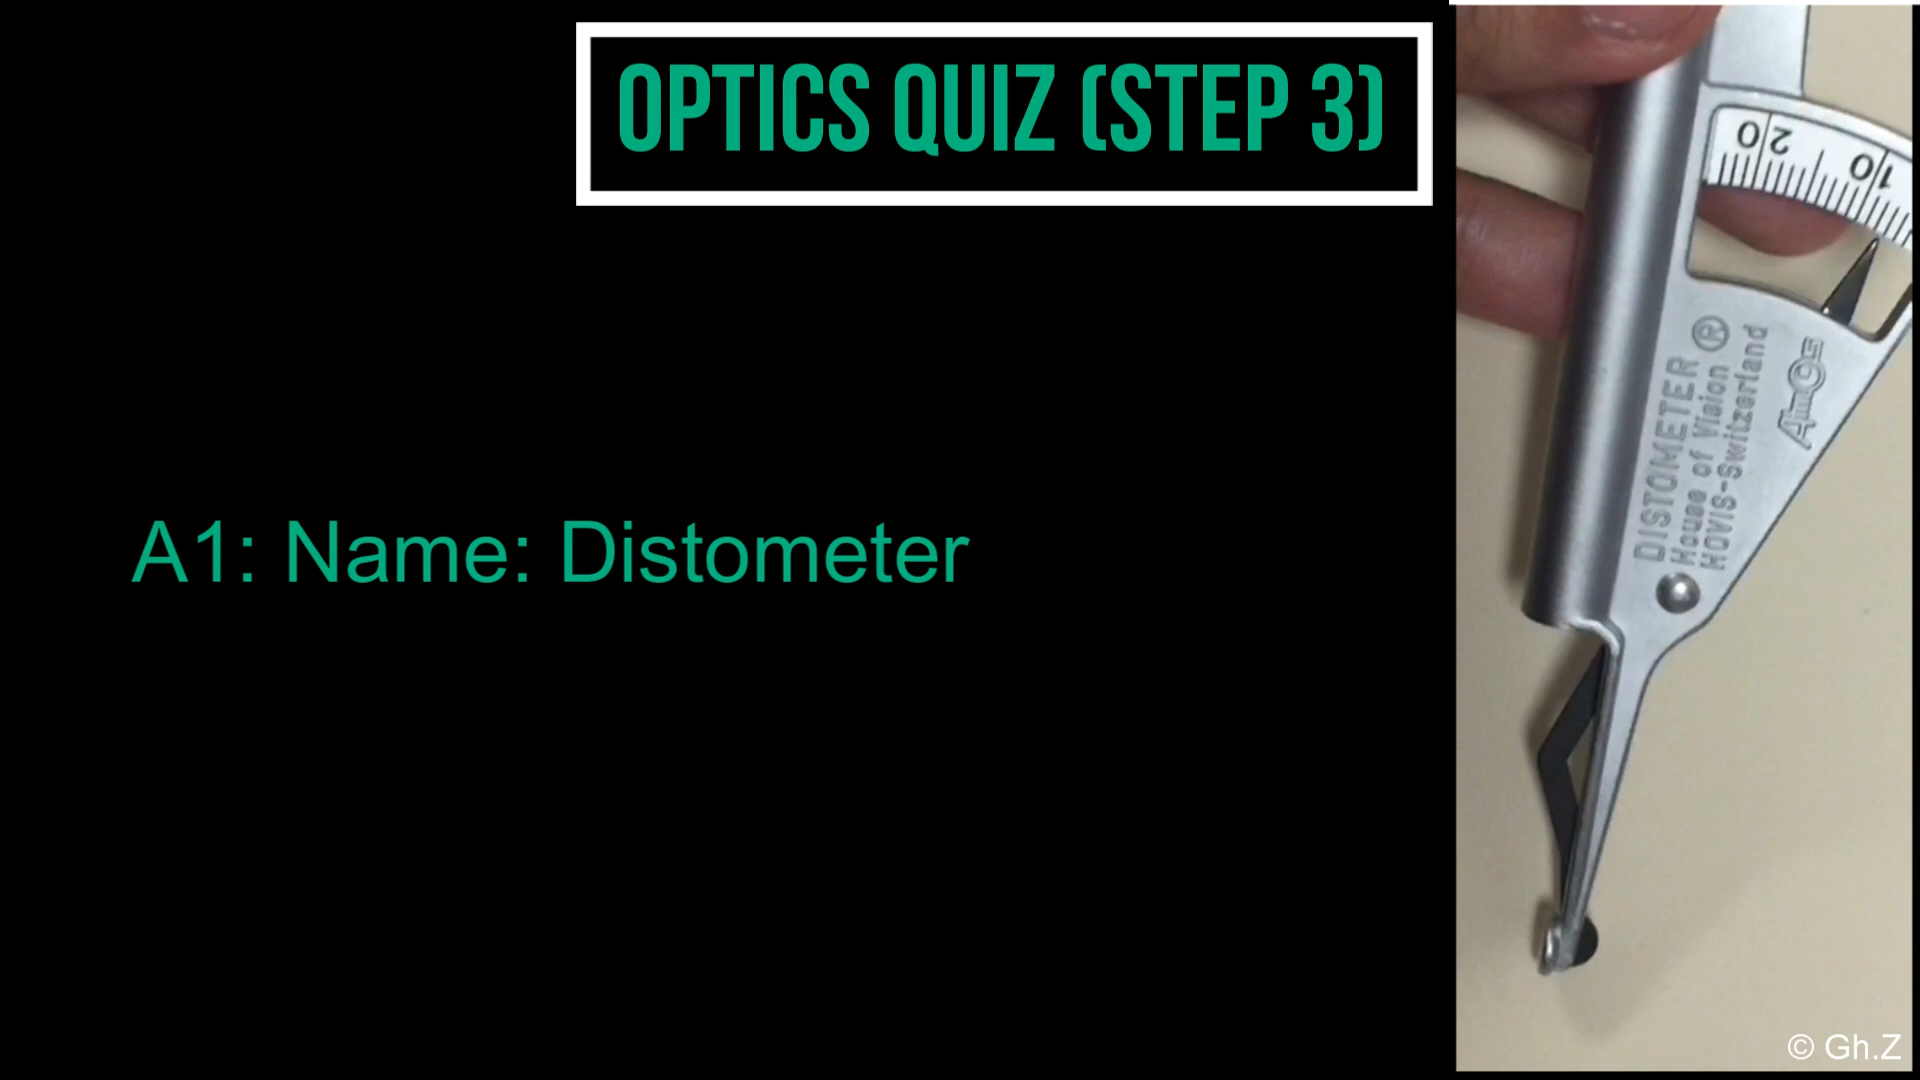 OPTICS QUIZ (STEP 3)
20
10
DISTOMETER ®
House of Vision
HOVIS-Switzerland
A1: Name: Distometer
© Gh.Z